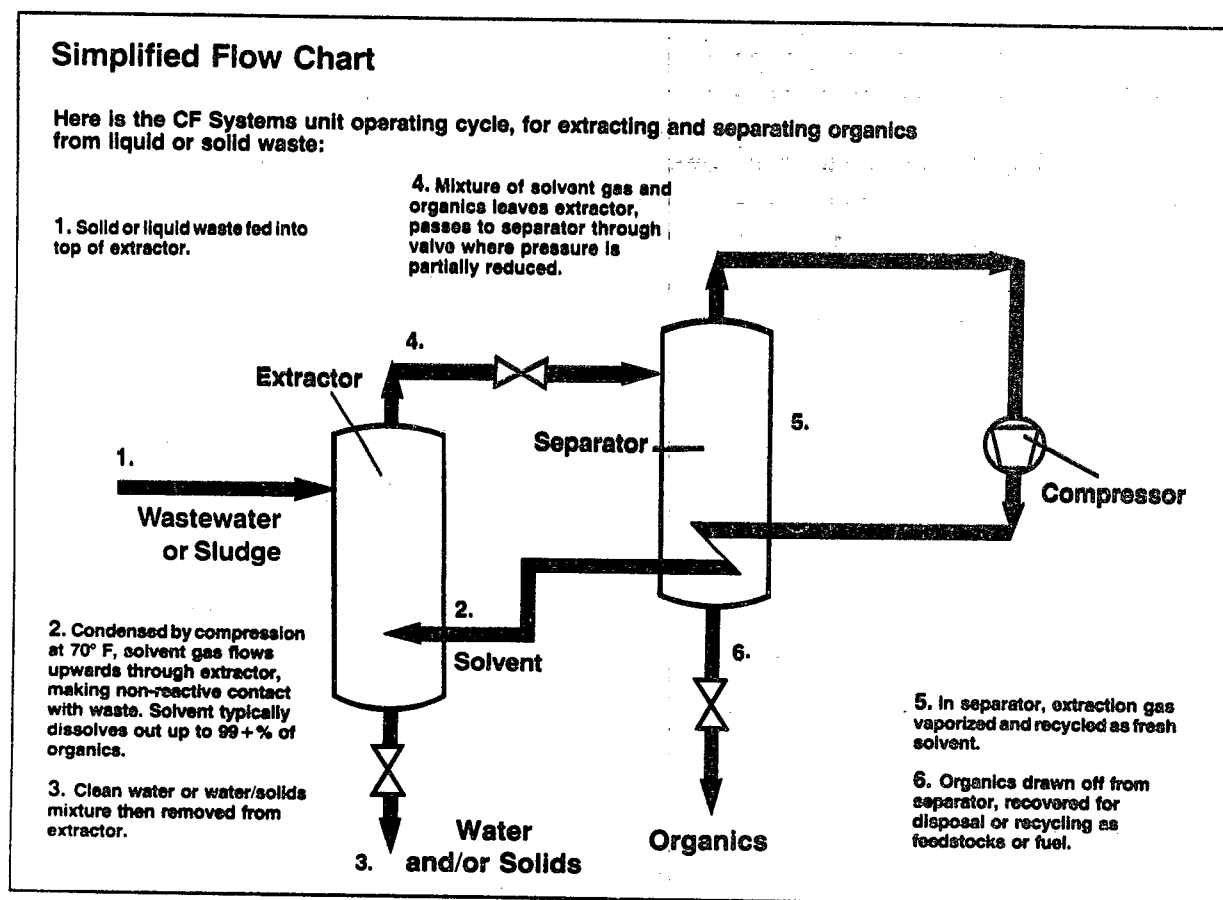 Simplified Flow Chart
Here is the CF Systems unit operating cycle, for extracting and separating organics
from liquid or solid waste:
1. Solid or liquid waste fed into
top of extractor.
4. Mixture of solvent gas and
organics leaves extractor,
passes to separator through
valve where pressure is
partially reduced.
4.
Extractor
Separator
5.
1.
Compressor
Wastewater
or Sludge
2.
Solvent
2. Condensed by compression
at 70° F, solvent gas flows
upwards through extractor,
making non-reactive contact
with waste. Solvent typically
dissolves out up to 99+% of
organics.
6.
5. In separator, extraction gas
vaporized and recycled as fresh
solvent.
3. Clean water or water/solids
mixture then removed from
extractor.
6. Organics drawn off from
separator, recovered for
disposal or recycling as
feedstocks or fuel.
Water
and/or Solids
3.
Organics